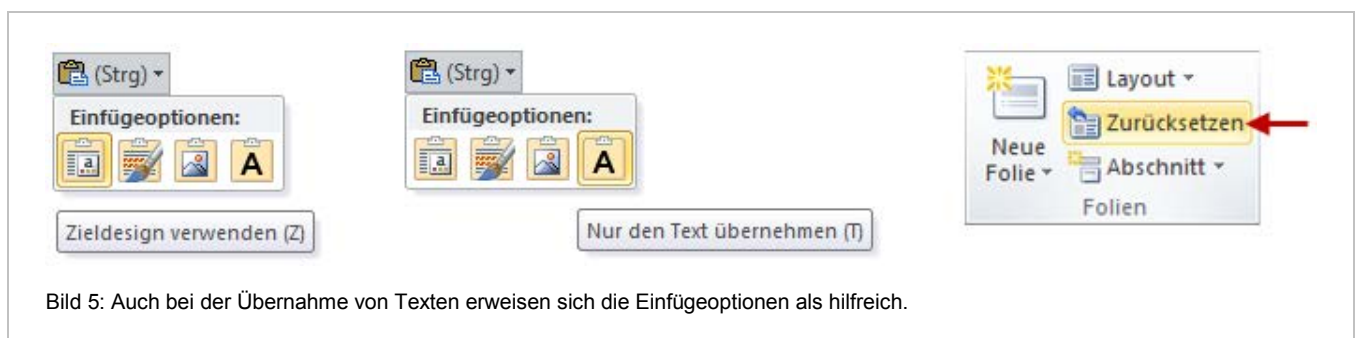 (Strg)
Einfügeoptionen:
a
A
Zieldesign verwenden (Z)
(Strg)
Einfügeoptionen:
a
A
Nur den Text übernehmen (T)
Neue
Folie
Layout
Zurücksetzen
Abschnitt
Folien
Bild 5: Auch bei der Übernahme von Texten erweisen sich die Einfügeoptionen als hilfreich.